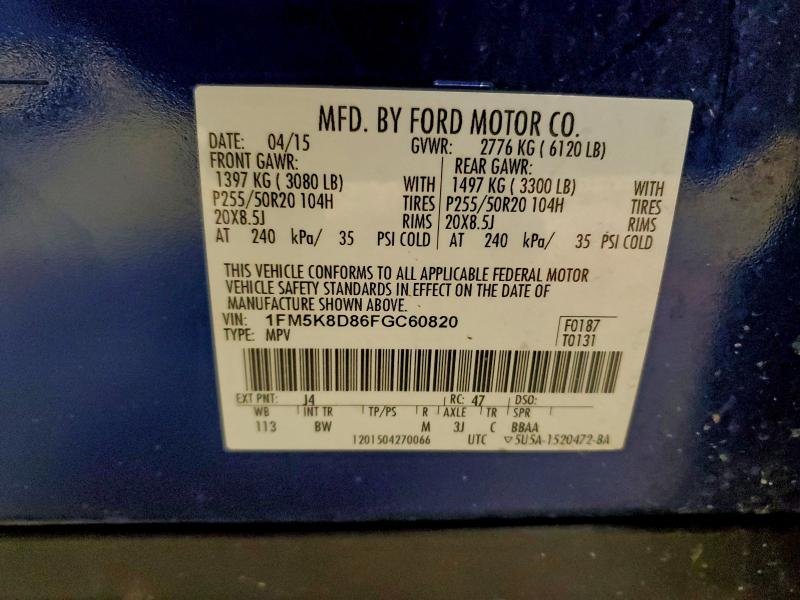 MFD. BY FORD MOTOR CO.
DATE: 04/15 GVWR: 2776 KG ( 6120 LB)
FRONT GAWR: REAR GAWR:
1397 KG ( 3080 LB) WITH 1497 KG ( 3300 LB) WITH
P255/50R20 104H TIRES P255/50R20 104H TIRES
20X8.5J RIMS 20X8.5J RIMS
AT 240 kPa/ 35 PSI COLD AT 240 kPa/ 35 PSI COLD
THIS VEHICLE CONFORMS TO ALL APPLICABLE FEDERAL MOTOR
VEHICLE SAFETY STANDARDS IN EFFECT ON THE DATE OF
MANUFACTURE SHOWN ABOVE.
VIN: 1FM5K8D86FGC60820 F0187
TYPE: MPV T0131
EXT PNT: J4 RC: 47 DSO:
WB INT TR TP/PS R AXLE TR SPR
113 BW M 3J C BBAA
1201504270066 UTC ▽5U5A-1520472-BA